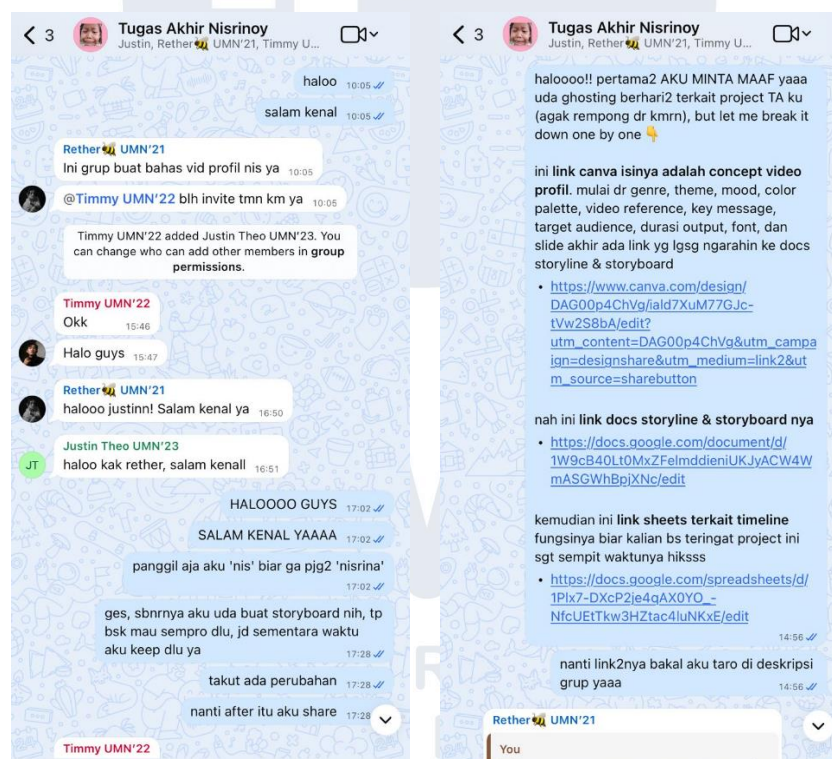 3
Tugas Akhir Nisrinoy
Justin, Rether🐝 UMN'21, Timmy U...
haloo 10:05
salam kenal 10:05
Rether🐝 UMN'21
Ini grup buat bahas vid profil nis ya 10:05
@Timmy UMN'22 blh invite tmn km ya 10:05
Timmy UMN'22 added Justin Theo UMN'23. You
can change who can add other members in group
permissions.
Timmy UMN'22
Okk 15:46
Halo guys 15:47
Rether🐝 UMN'21
halooo justinn! Salam kenal ya 16:50
Justin Theo UMN'23
JT
haloo kak rether, salam kenall 16:51
HALOOOO GUYS 17:02
SALAM KENAL YAAAA 17:02
panggil aja aku 'nis' biar ga pjg2 'nisrina'
17:02
ges, sbnrnya aku uda buat storyboard nih, tp
bsk mau sempro dlu, jd sementara waktu
aku keep dlu ya 17:28
takut ada perubahan 17:28
nanti after itu aku share 17:28
Timmy UMN'22
3
Tugas Akhir Nisrinoy
Justin, Rether🐝 UMN'21, Timmy U...
haloooo!! pertama2 AKU MINTA MAAF yaaa
uda ghosting berhari2 terkait project TA ku
(agak rempong dr kmrn), but let me break it
down one by one 👇
ini link canva isinya adalah concept video
profil. mulai dr genre, theme, mood, color
palette, video reference, key message,
target audience, durasi output, font, dan
slide akhir ada link yg lgsg ngarahin ke docs
storyline & storyboard
• https://www.canva.com/design/
DAG00p4ChVg/iald7XuM77GJc-
tVw2S8bA/edit?
utm_content=DAG00p4ChVg&utm_campa
ign=designshare&utm_medium=link2&ut
m_source=sharebutton
nah ini link docs storyline & storyboard nya
• https://docs.google.com/document/d/
1W9cB40Lt0MxZFelmddieniUKJyACW4W
mASGWhBpjXNc/edit
kemudian ini link sheets terkait timeline
fungsinya biar kalian bs teringat project ini
sgt sempit waktunya hiksss
• https://docs.google.com/spreadsheets/d/
1Plx7-DXcP2je4qAX0YO_-
NfcUEtTkw3HZtac4luNKxE/edit
14:56
nanti link2nya bakal aku taro di deskripsi
grup yaaa 14:56
Rether🐝 UMN'21
You